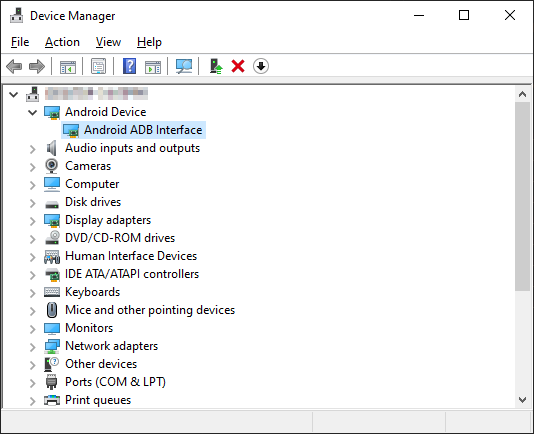 Device Manager
File Action View Help
Android Device
Android ADB Interface
Audio inputs and outputs
Cameras
Computer
Disk drives
Display adapters
DVD/CD-ROM drives
Human Interface Devices
IDE ATA/ATAPI controllers
Keyboards
Mice and other pointing devices
Monitors
Network adapters
Other devices
Ports (COM & LPT)
Print queues